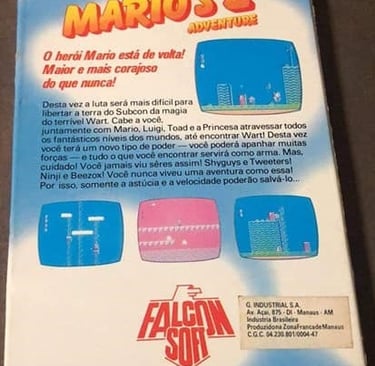 MARIO'S 2
ADVENTURE
O herói Mario está de volta!
Maior e mais corajoso
do que nunca!
Desta vez a luta será mais difícil para
libertar a terra do Subcon da magia
do terrível Wart. Cabe a você,
juntamente com Mario, Luigi, Toad e a Princesa atravessar todos
os fantásticos níveis dos mundos, até encontrar Wart! Desta vez
você terá um novo tipo de poder — você poderá apanhar muitas
forças — e tudo o que você encontrar servirá como arma. Mas,
cuidado! Você jamais viu sêres assim! Shyguys e Tweeters!
Ninji e Beezox! Você nunca viveu uma aventura como essa!
Por isso, somente a astúcia e a velocidade poderão salvá-lo...
FALCON
SOFT
G. INDUSTRIAL S.A.
Av. Açai, 875 - DI - Manaus - AM
Industria Brasileira
Produzido na Zona Franca de Manaus
C.G.C. 04.230.801/0004-47